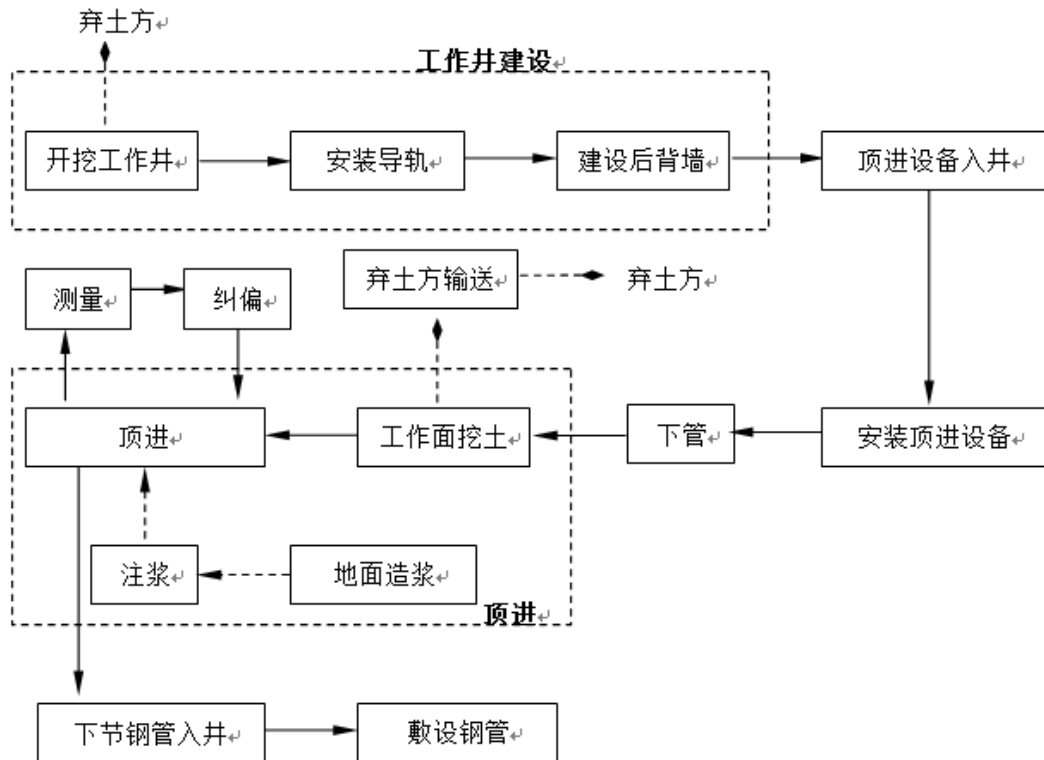 弃土方
工作井建设
开挖工作井
安装导轨
建设后背墙
顶进设备入井
弃土方输送
弃土方
测量
纠偏
顶进
工作面挖土
下管
安装顶进设备
注浆
地面造浆
顶进
下节钢管入井
敷设钢管